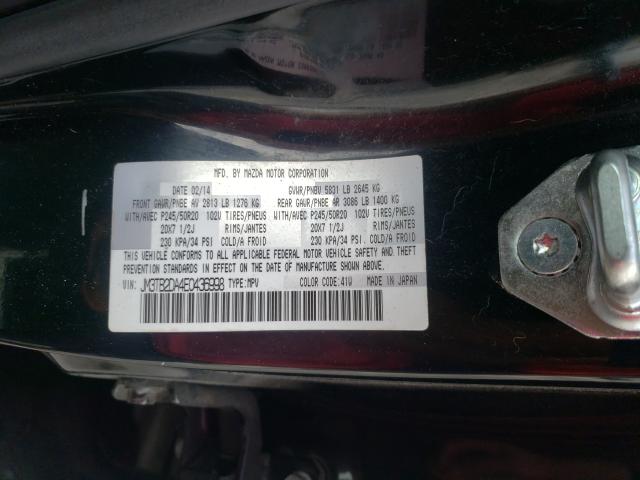 MFD. BY MAZDA MOTOR CORPORATION
DATE 02/14 GVWR/PNBV 5831 LB 2645 KG
FRONT GAWR/PNBE AV 2813 LB 1276 KG REAR GAWR/PNBE AR 3086 LB 1400 KG
WITH/AVEC P245/50R20 102V TIRES/PNEUS WITH/AVEC P245/50R20 102V TIRES/PNEUS
20X7 1/2J RIMS/JANTES 20X7 1/2J RIMS/JANTES
230 KPA/34 PSI COLD/A FROID 230 KPA/34 PSI COLD/A FROID
THIS VEHICLE CONFORMS TO ALL APPLICABLE FEDERAL MOTOR VEHICLE SAFETY AND THEFT
PREVENTION STANDARDS IN EFFECT ON THE DATE OF MANUFACTURE SHOWN ABOVE.
VIN: JM3TB2DA4E0436998 TYPE:MPV COLOR CODE:41W MADE IN JAPAN